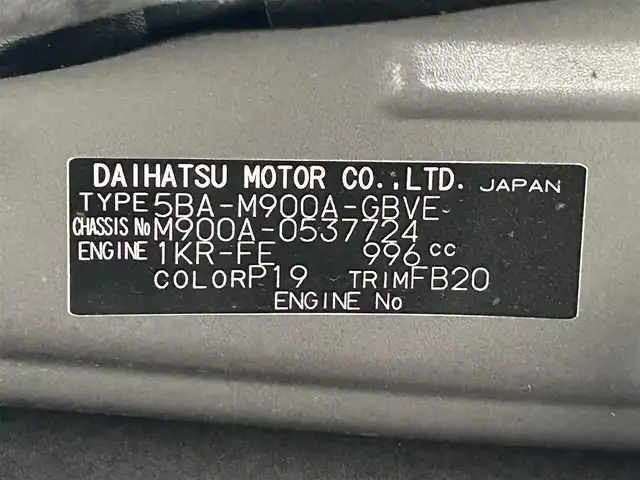 DAIHATSU MOTOR CO.,LTD. JAPAN
TYPE 5BA-M900A-GBVE
CHASSIS No M900A-0537724
ENGINE 1KR-FE 996 cc
COLOR P19 TRIM FB20
ENGINE No